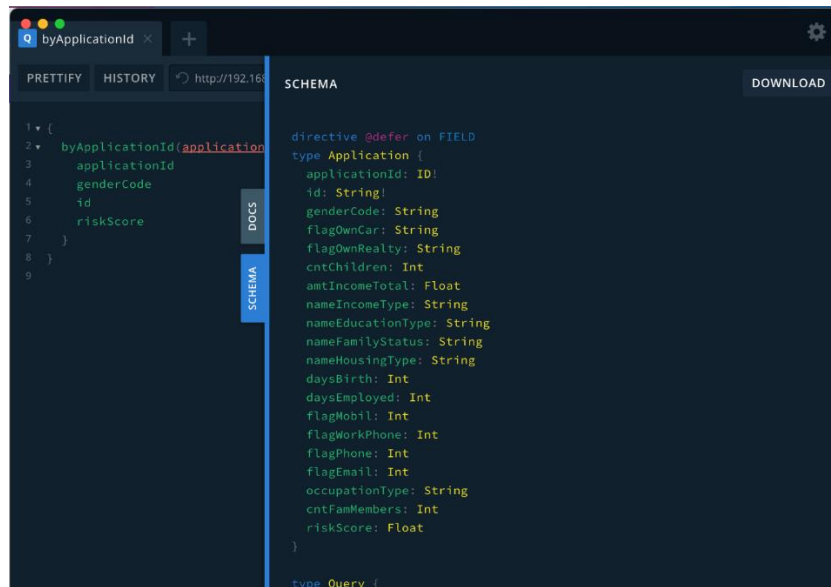 Q byApplicationId × +
PRETTIFY HISTORY http://192.168
1 {
2 byApplicationId(application
3 applicationId
4 genderCode
5 id
6 riskScore
7 }
8 }
9
DOCS
SCHEMA
SCHEMA
DOWNLOAD
directive @defer on FIELD
type Application {
applicationId: ID!
id: String!
genderCode: String
flagOwnCar: String
flagOwnRealty: String
cntChildren: Int
amtIncomeTotal: Float
nameIncomeType: String
nameEducationType: String
nameFamilyStatus: String
nameHousingType: String
daysBirth: Int
daysEmployed: Int
flagMobil: Int
flagWorkPhone: Int
flagPhone: Int
flagEmail: Int
occupationType: String
cntFamMembers: Int
riskScore: Float
}
type Query {